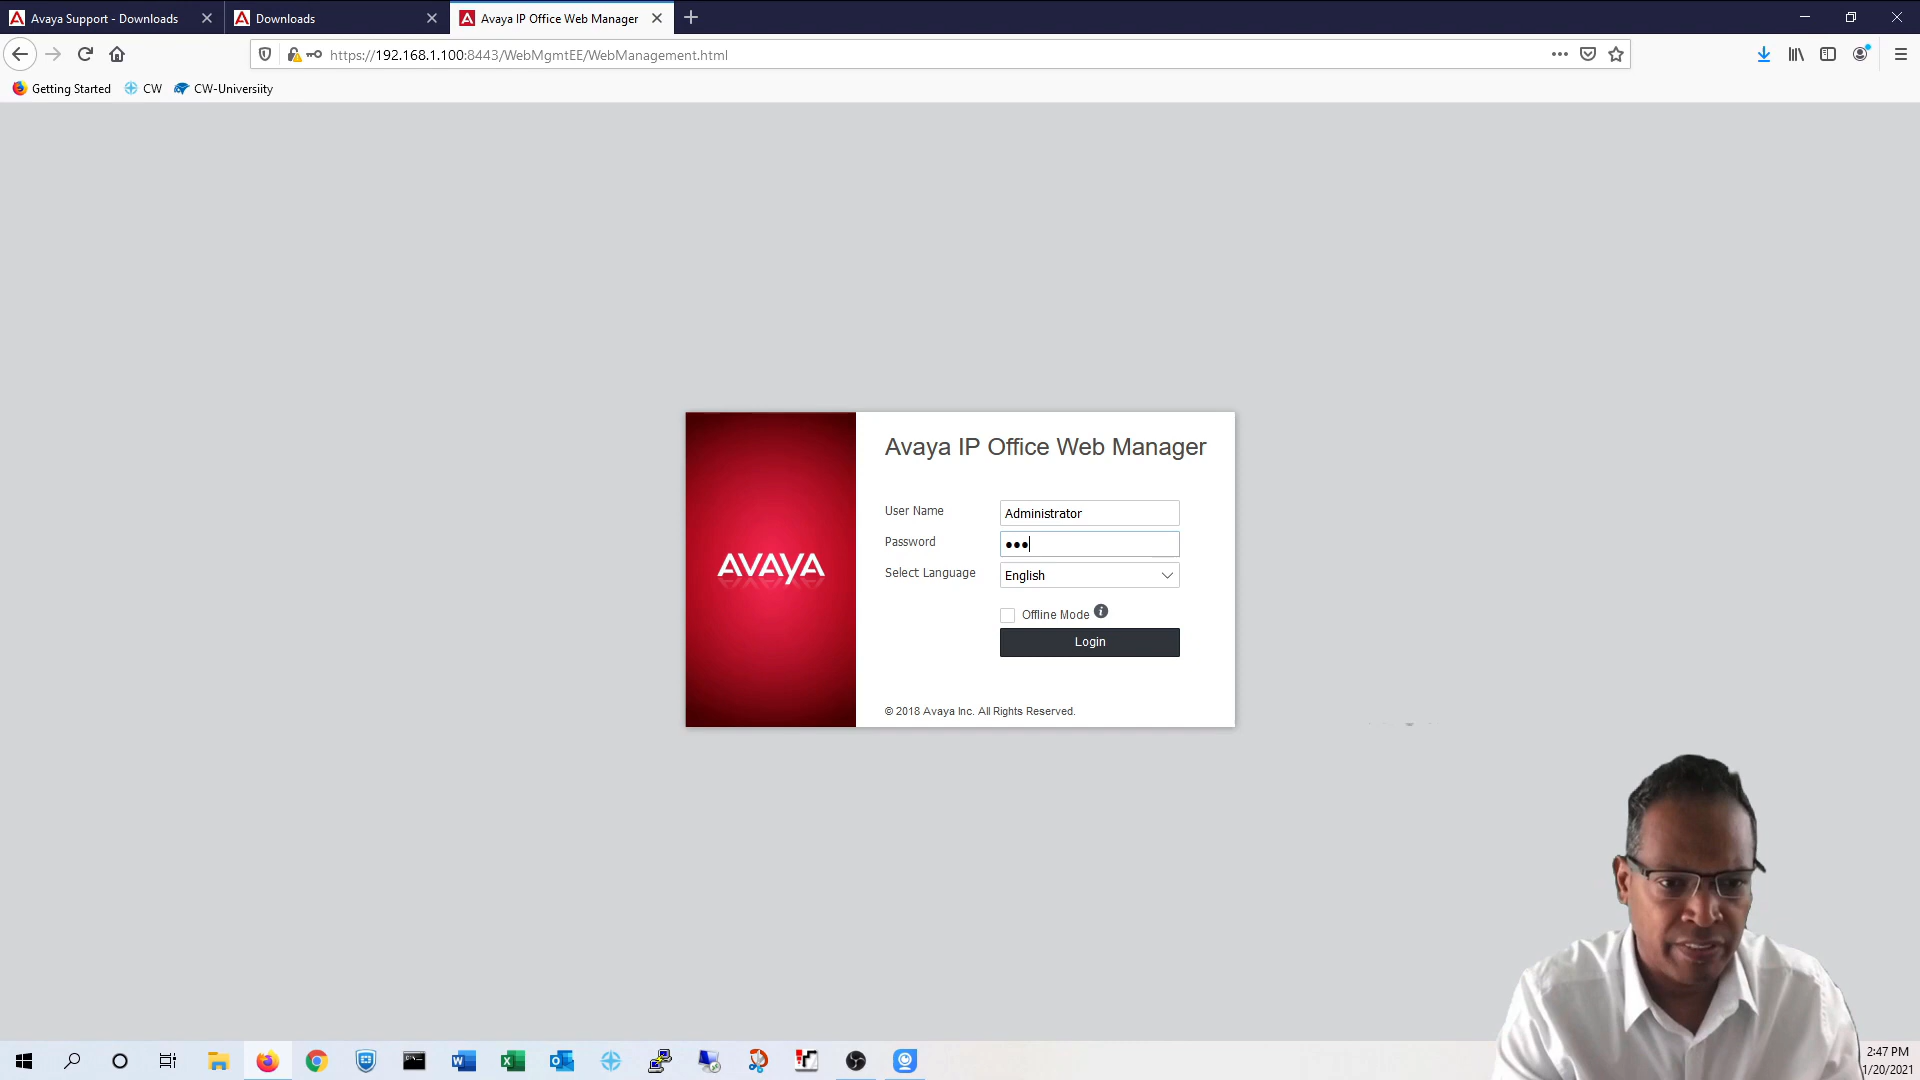 Avaya Support - Downloads
Downloads
Avaya IP Office Web Manager
https://192.168.1.100:8443/WebMgmtEE/WebManagement.html
Getting Started
CW
CW-Universiity
AVAYA
Avaya IP Office Web Manager
User Name
Administrator
Password
Select Language
English
Offline Mode
Login
© 2018 Avaya Inc. All Rights Reserved.
2:47 PM
1/20/2021